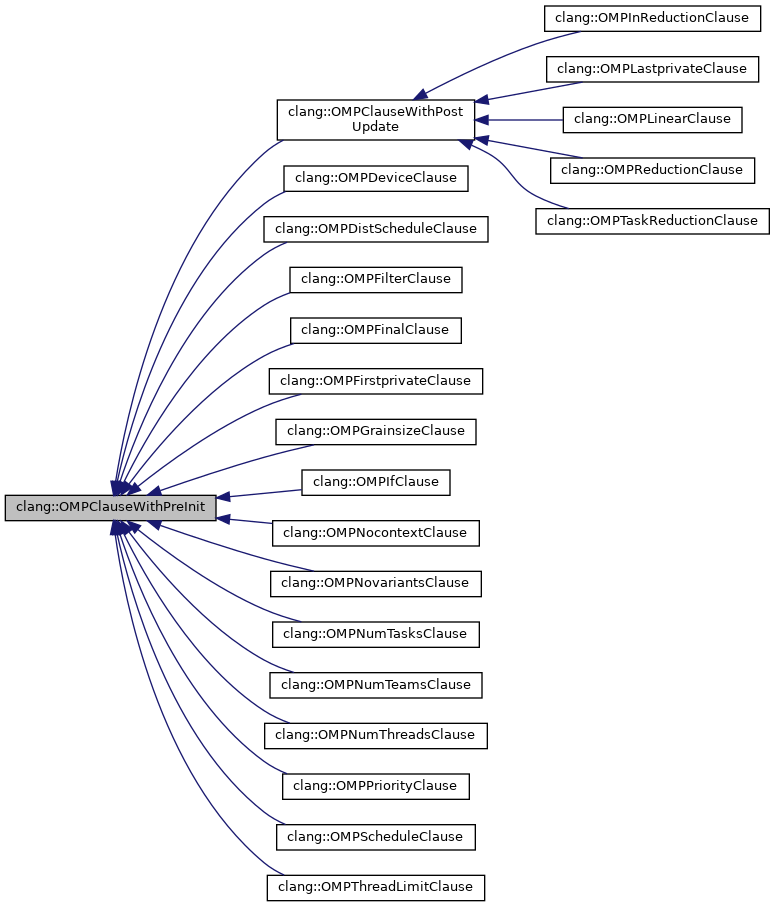 clang::OMPInReductionClause
clang::OMPLastprivateClause
clang::OMPClauseWithPost
Update
clang::OMPLinearClause
clang::OMPReductionClause
clang::OMPDeviceClause
clang::OMPTaskReductionClause
clang::OMPDistScheduleClause
clang::OMPFilterClause
clang::OMPFinalClause
clang::OMPFirstprivateClause
clang::OMPGrainsizeClause
clang::OMPIfClause
clang::OMPClauseWithPreInit
clang::OMPNocontextClause
clang::OMPNovariantsClause
clang::OMPNumTasksClause
clang::OMPNumTeamsClause
clang::OMPNumThreadsClause
clang::OMPPriorityClause
clang::OMPScheduleClause
clang::OMPThreadLimitClause